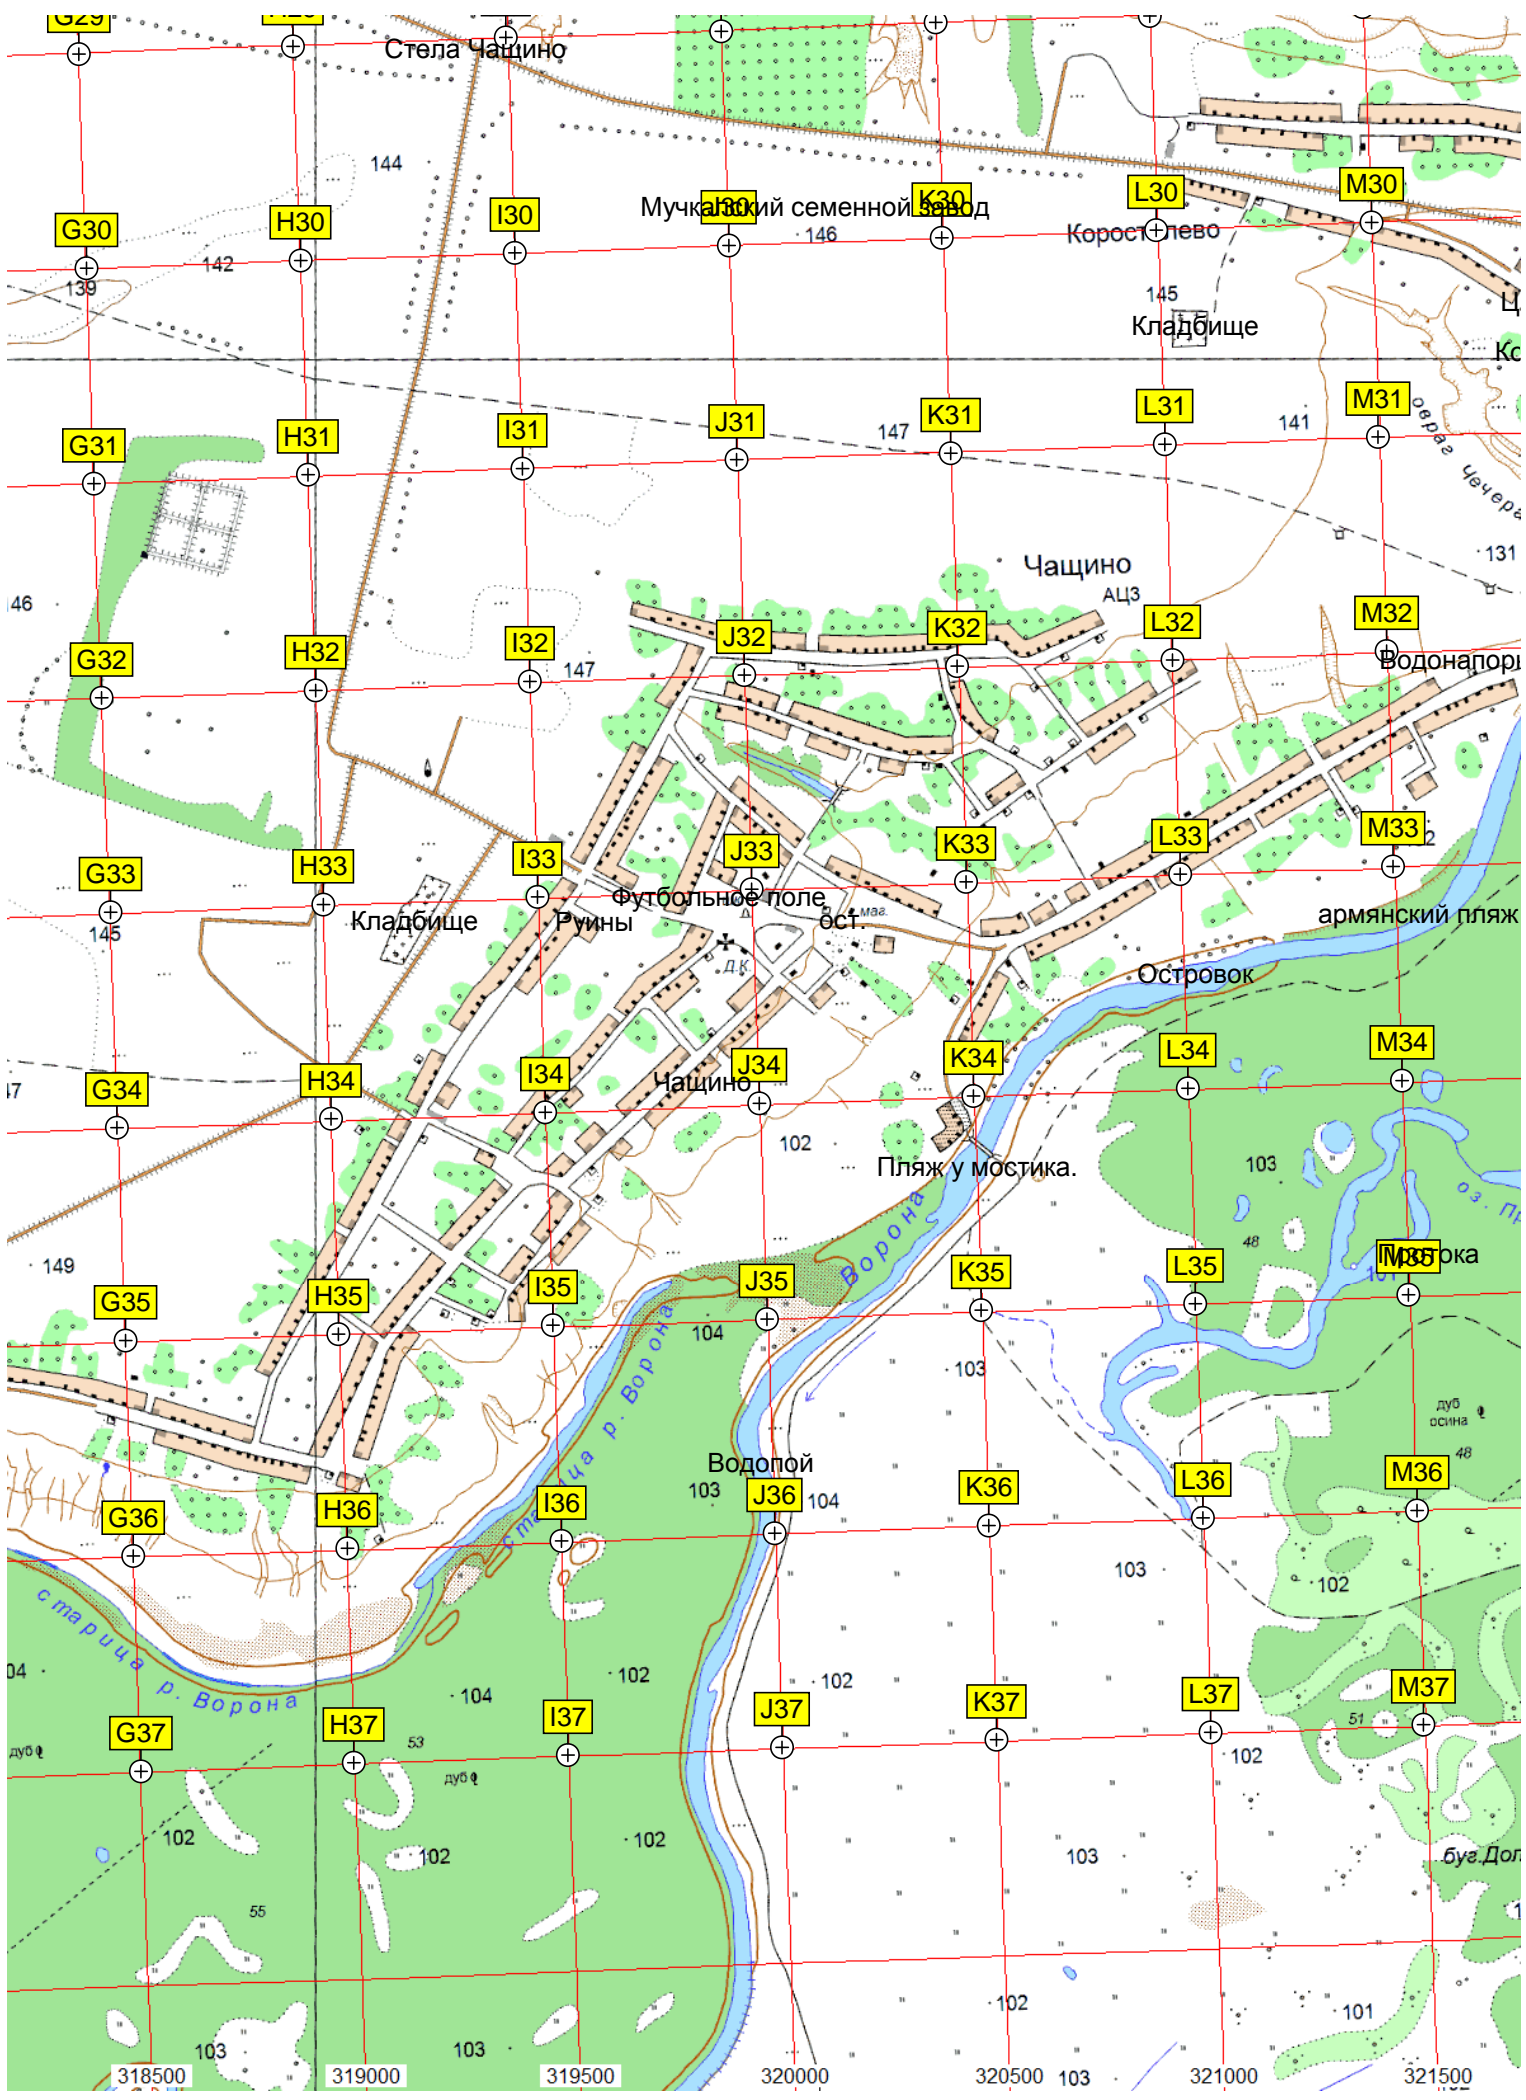 G29
Стела Чащино
144
Мучкапский семенной завод
G30
H30
I30
J30
K30
L30
M30
146
Коросталево
142
139
145
Кладбище
G31
H31
I31
J31
K31
L31
M31
147
141
овраг Чечера
131
Чащино
АЦЗ
46
G32
H32
I32
J32
K32
L32
M32
147
G33
H33
I33
J33
K33
L33
M33
145
Кладбище
Руины
Футбольное поле
ост.
маг.
армянский пляж
Д.К.
Островок
G34
H34
I34
J34
K34
L34
M34
Чащино
102
Пляж у мостика.
103
149
Ворона
48
Протока
G35
H35
I35
J35
K35
L35
M35
104
103
старица р. Ворона
дуб
осина
48
Водопой
103
104
G36
H36
I36
J36
K36
L36
M36
103
102
старица р. Ворона
04
104
102
102
G37
H37
I37
J37
K37
L37
M37
дуб
53
дуб
51
102
102
102
102
103
55
102
101
103
103
103
318500
319000
319500
320000
320500
321000
321500